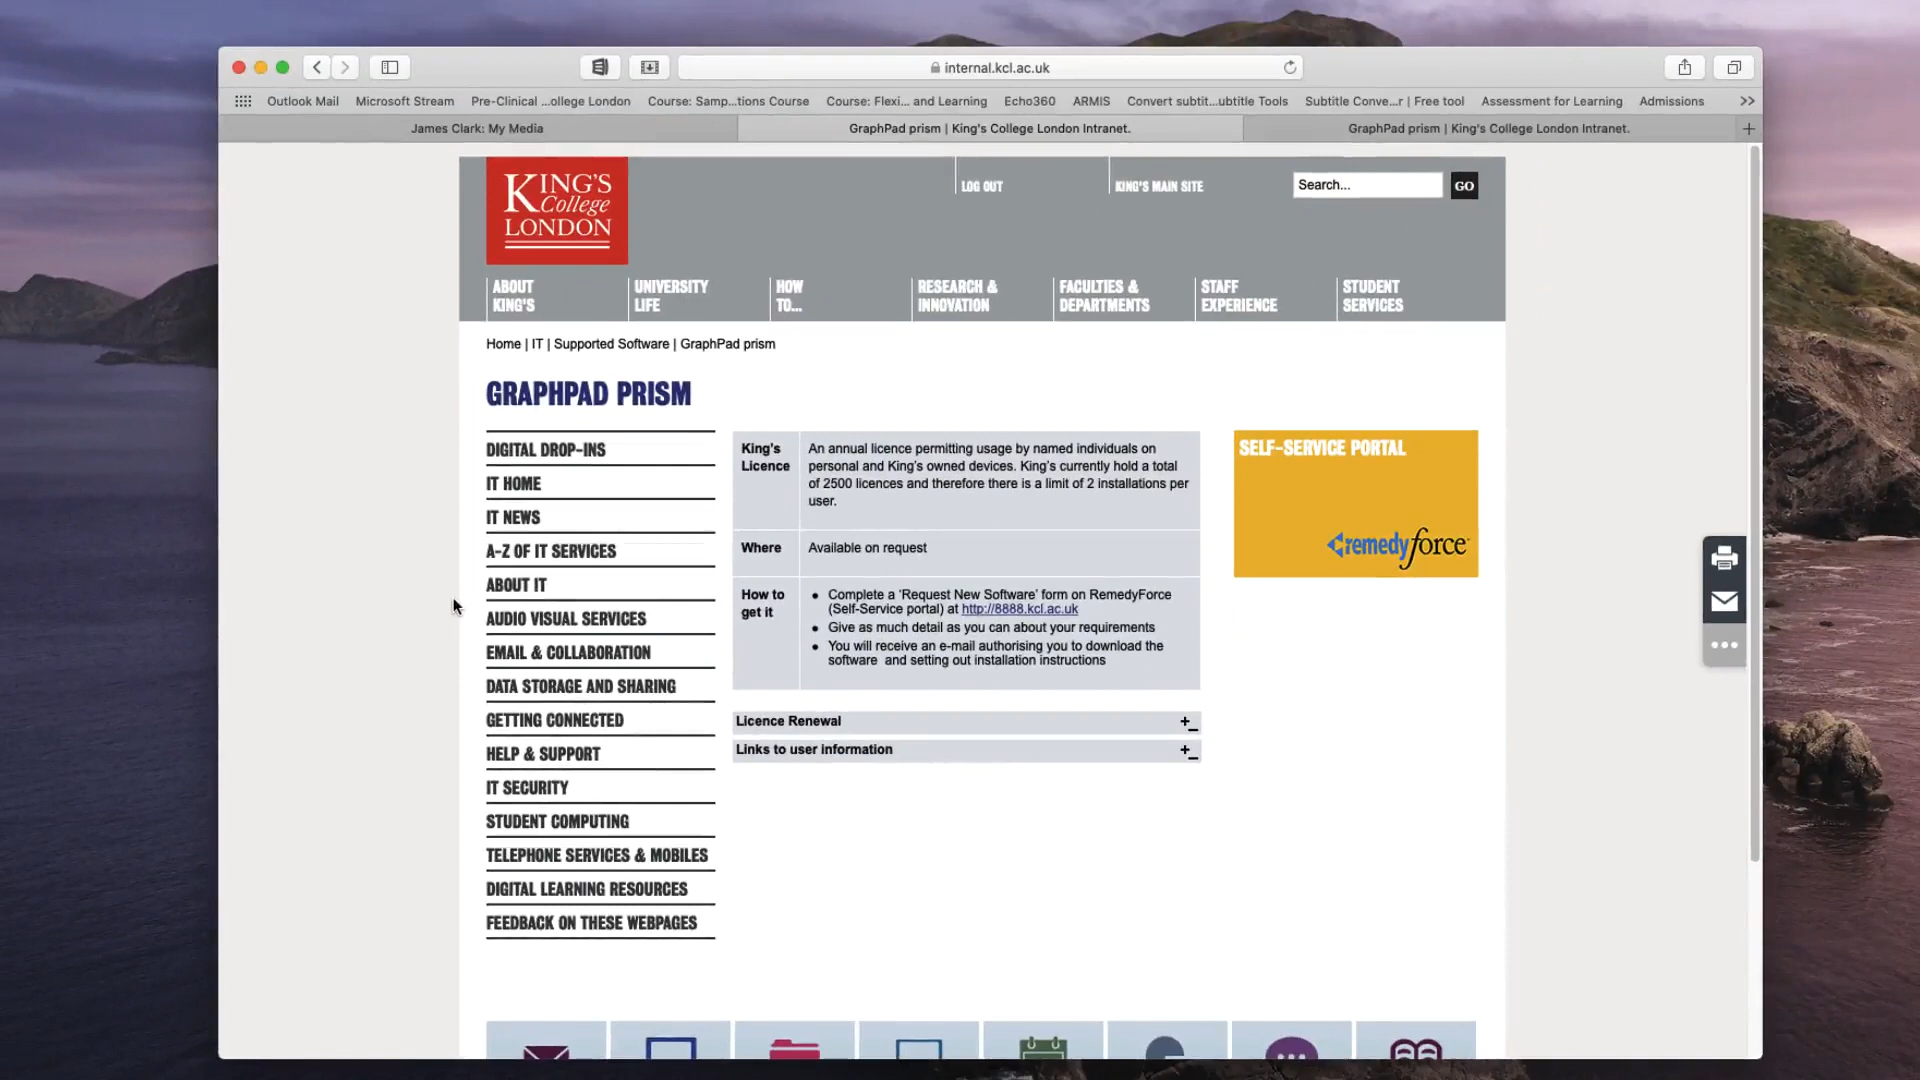 internal.kcl.ac.uk
Outlook Mail
Microsoft Stream
Pre-Clinical ...ollege London
Course: Samp...tions Course
Course: Flexi... and Learning
Echo360
ARMIS
Convert subtit...ubtitle Tools
Subtitle Conve...r | Free tool
Assessment for Learning
Admissions
James Clark: My Media
GraphPad prism | King's College London Intranet.
GraphPad prism | King's College London Intranet.
KING'S
College
LONDON
LOG OUT
KING'S MAIN SITE
Search...
GO
ABOUT
KING'S
UNIVERSITY
LIFE
HOW
TO...
RESEARCH &
INNOVATION
FACULTIES &
DEPARTMENTS
STAFF
EXPERIENCE
STUDENT
SERVICES
Home | IT | Supported Software | GraphPad prism
GRAPHPAD PRISM
DIGITAL DROP-INS
IT HOME
IT NEWS
A-Z OF IT SERVICES
ABOUT IT
AUDIO VISUAL SERVICES
EMAIL & COLLABORATION
DATA STORAGE AND SHARING
GETTING CONNECTED
HELP & SUPPORT
IT SECURITY
STUDENT COMPUTING
TELEPHONE SERVICES & MOBILES
DIGITAL LEARNING RESOURCES
FEEDBACK ON THESE WEBPAGES
King's
Licence
An annual licence permitting usage by named individuals on
personal and King's owned devices. King's currently hold a total
of 2500 licences and therefore there is a limit of 2 installations per
user.
Where
Available on request
How to
get it
Complete a 'Request New Software' form on RemedyForce
(Self-Service portal) at http://8888.kcl.ac.uk
Give as much detail as you can about your requirements
You will receive an e-mail authorising you to download the
software and setting out installation instructions
Licence Renewal
Links to user information
SELF-SERVICE PORTAL
remedyforce